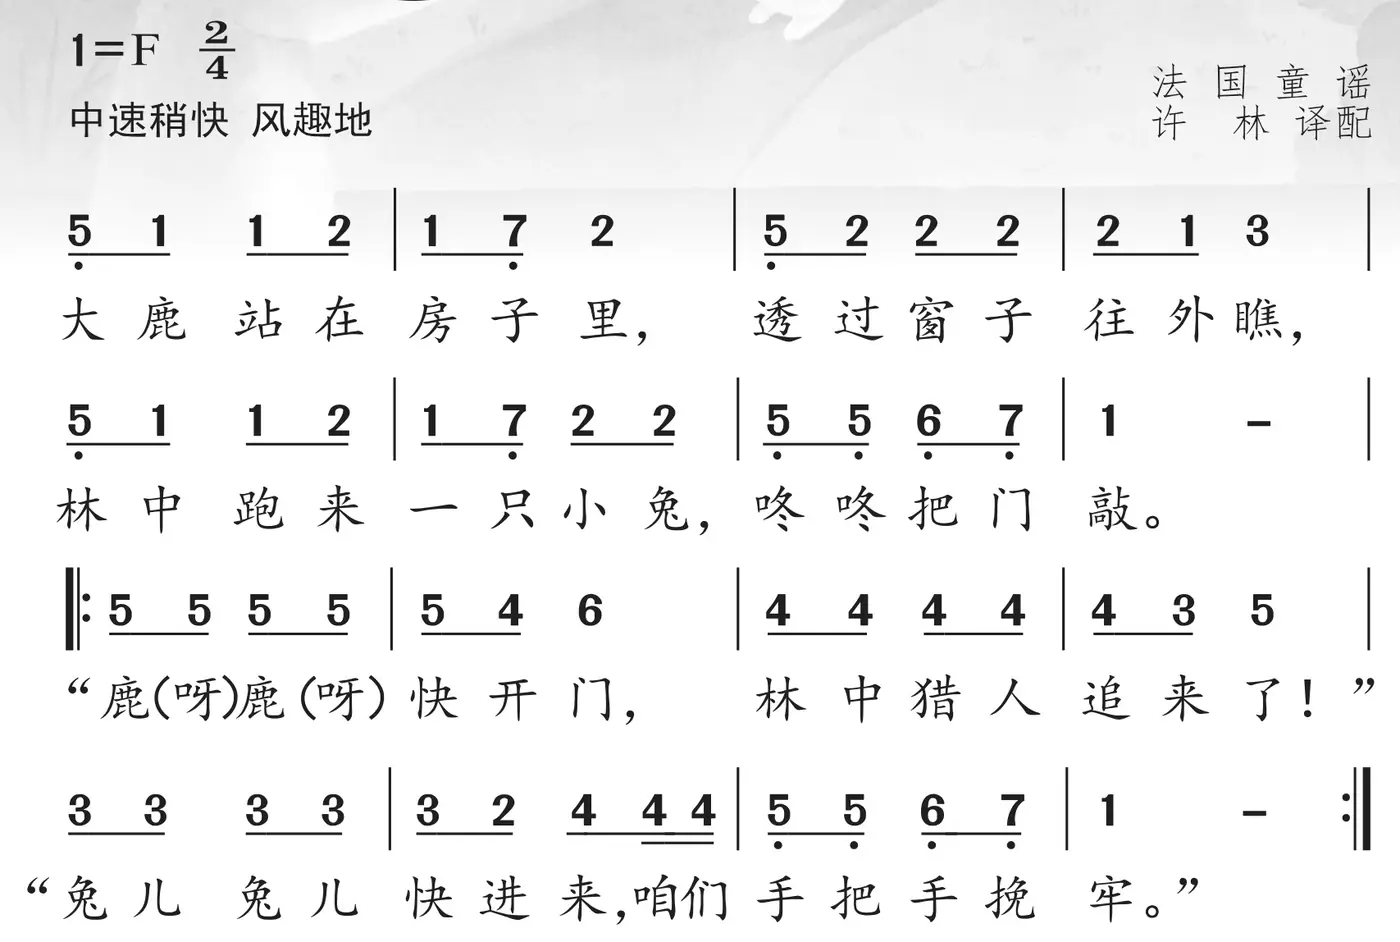 1=F 2/4
中速稍快 风趣地
法国童谣
许林译配
5̣ 1 1 2 | 1 7̣ 2 | 5̣ 2 2 2 | 2 1 3 |
大鹿站在房子里，透过窗子往外瞧，
5̣ 1 1 2 | 1 7̣ 2 2 | 5̣ 5̣ 6̣ 7̣ | 1 – |
林中跑来一只小兔，咚咚把门敲。
‖: 5 5 5 5 | 5 4 6 | 4 4 4 4 | 4 3 5 |
“鹿(呀)鹿(呀)快开门，林中猎人追来了！”
3 3 3 3 | 3 2 4 4 4 | 5̣ 5̣ 6̣ 7̣ | 1 – :‖
“兔儿兔儿快进来，咱们手把手挽牢。”